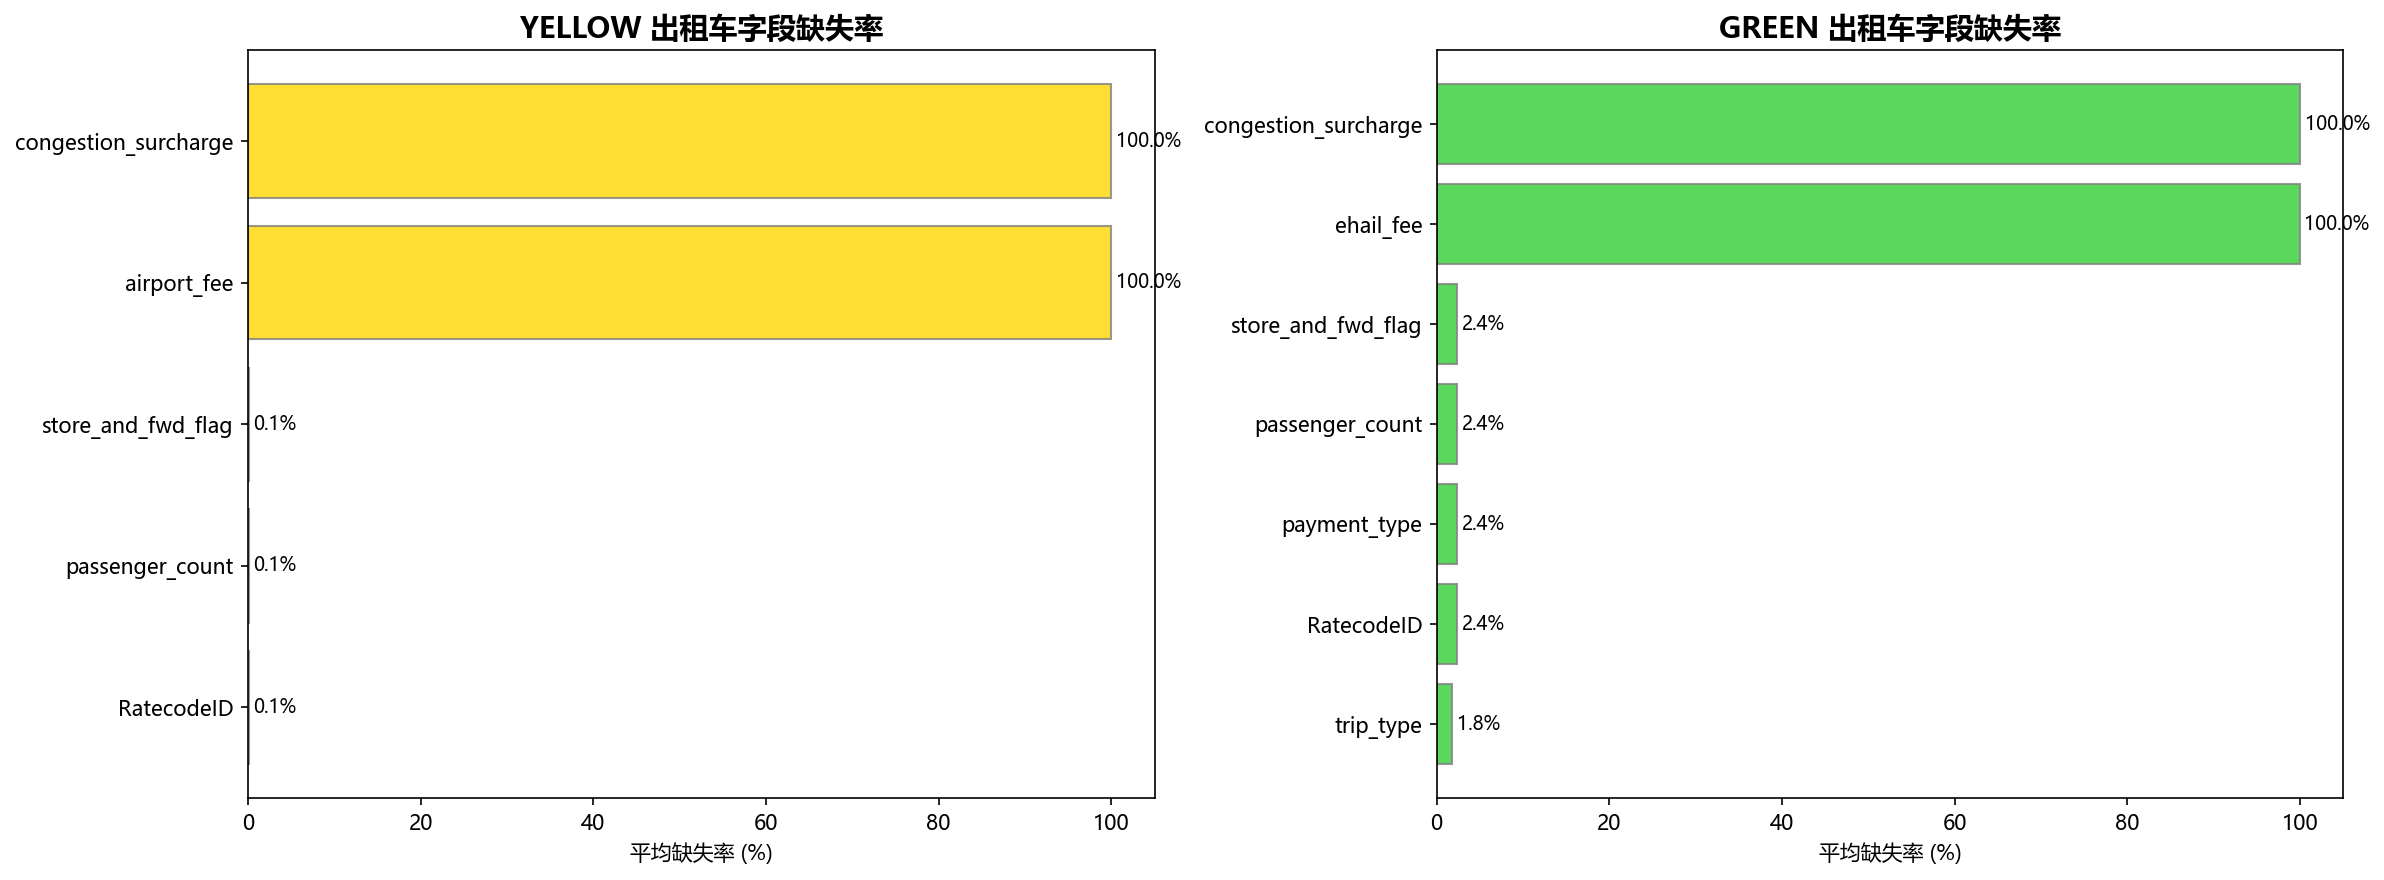 YELLOW 出租车字段缺失率
congestion_surcharge
100.0%
airport_fee
100.0%
store_and_fwd_flag
0.1%
passenger_count
0.1%
RatecodeID
0.1%
0 20 40 60 80 100
平均缺失率 (%)
GREEN 出租车字段缺失率
congestion_surcharge
100.0%
ehail_fee
100.0%
store_and_fwd_flag
2.4%
passenger_count
2.4%
payment_type
2.4%
RatecodeID
2.4%
trip_type
1.8%
0 20 40 60 80 100
平均缺失率 (%)